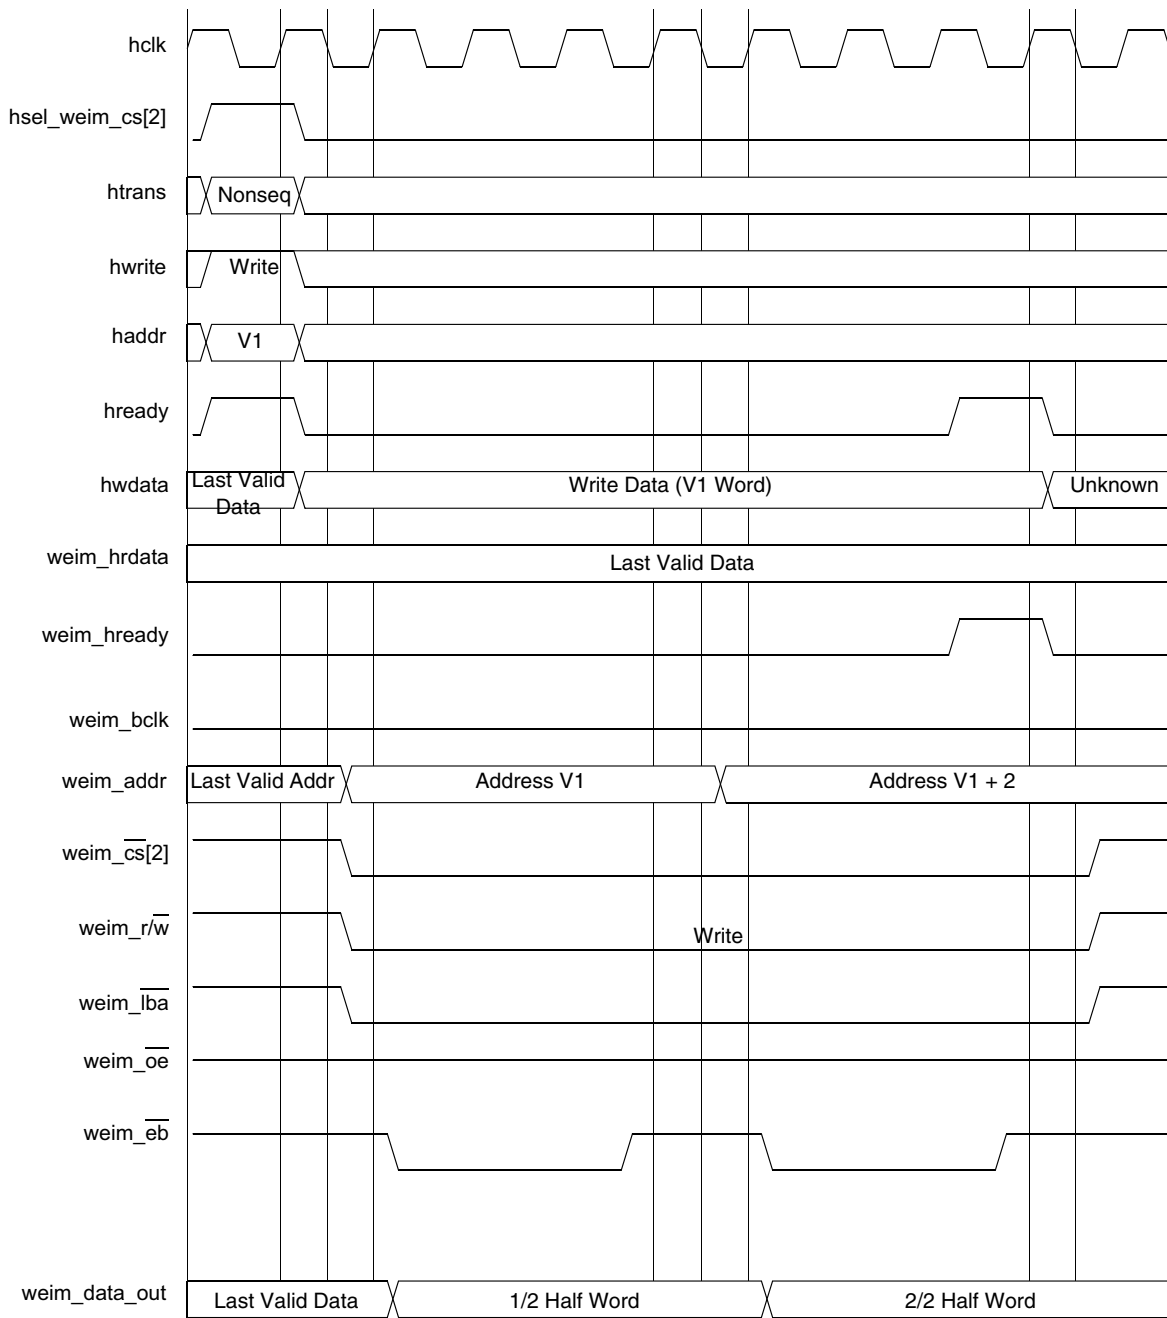 hclk
hsel_weim_cs[2]
htrans Nonseq
hwrite Write
haddr V1
hready
hwdata Last Valid Data Write Data (V1 Word) Unknown
weim_hrdata Last Valid Data
weim_hready
weim_bclk
weim_addr Last Valid Addr Address V1 Address V1 + 2
weim_cs[2]
weim_r/w Write
weim_lba
weim_oe
weim_eb
weim_data_out Last Valid Data 1/2 Half Word 2/2 Half Word